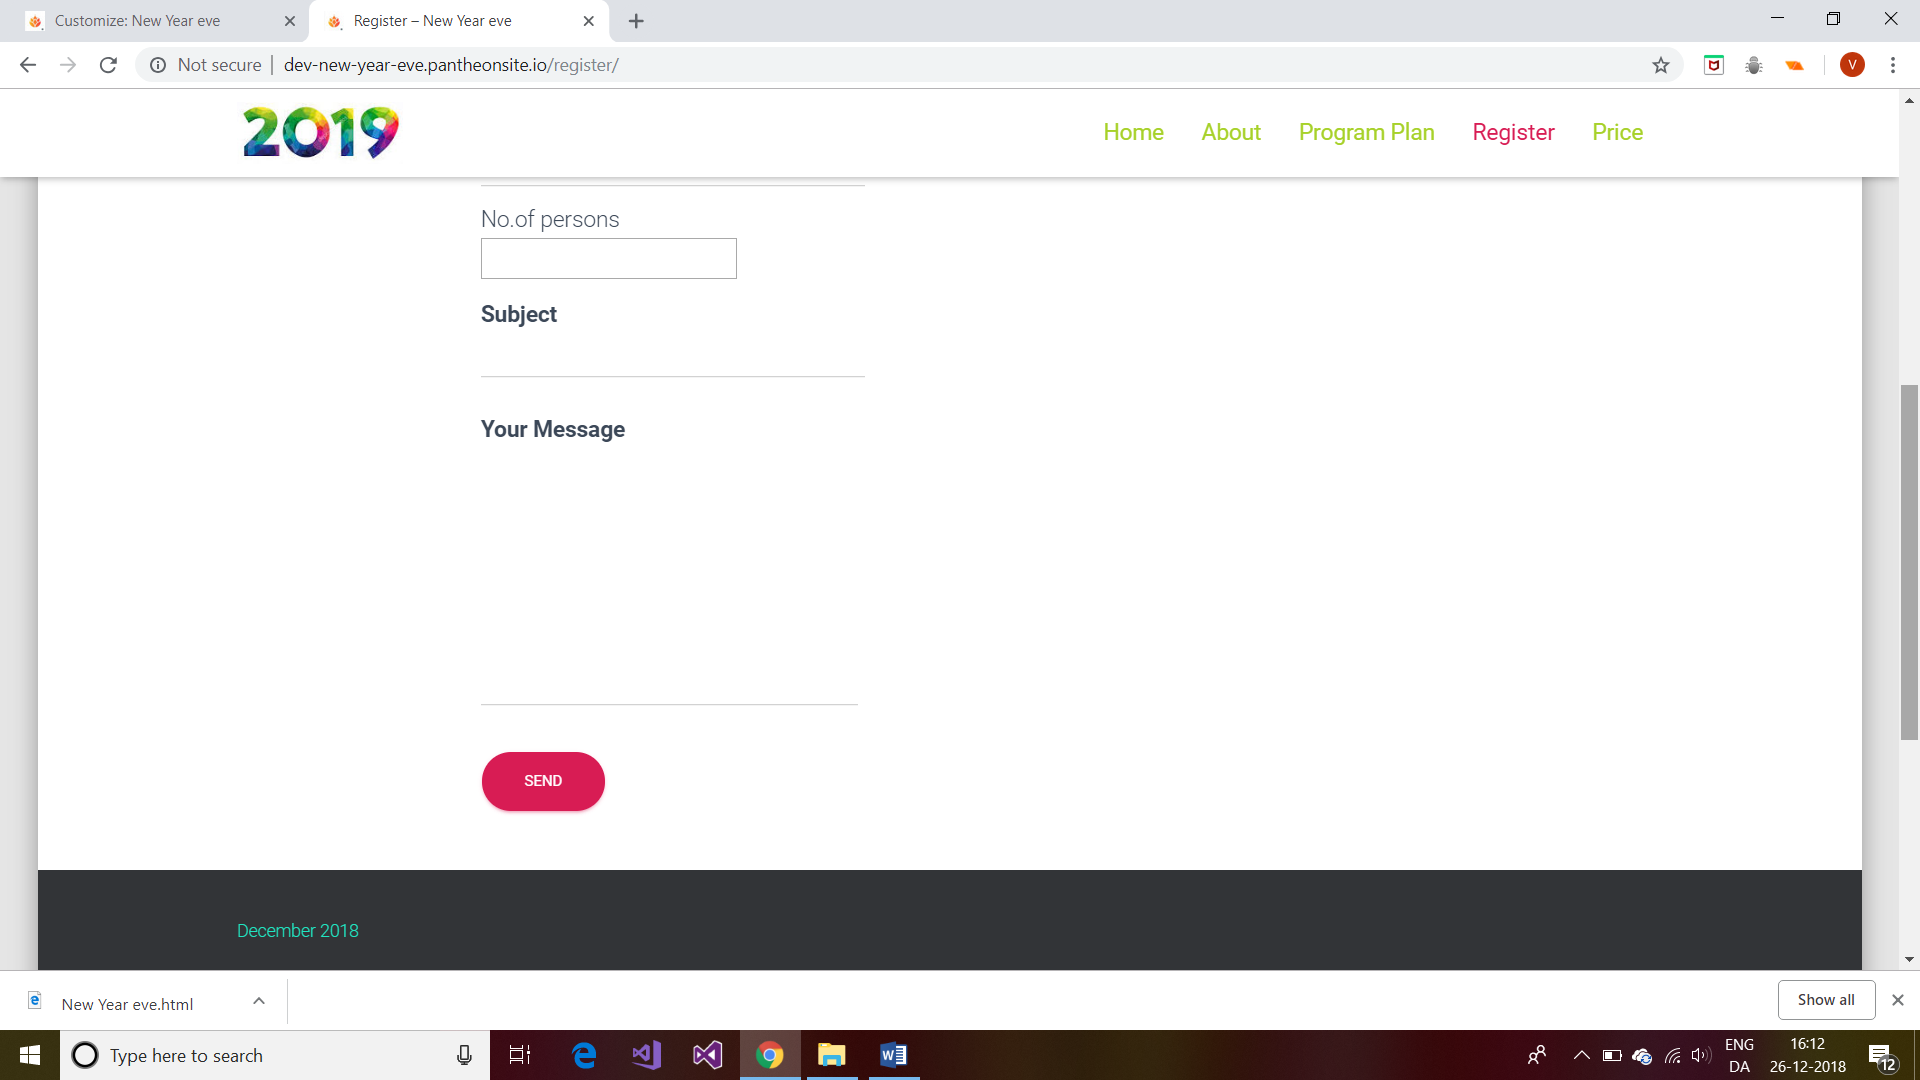 Customize: New Year eve
Register – New Year eve
Not secure
dev-new-year-eve.pantheonsite.io/register/
V
2019
Home
About
Program Plan
Register
Price
No.of persons
Subject
Your Message
SEND
December 2018
New Year eve.html
Show all
Type here to search
ENG
DA
16:12
26-12-2018
12